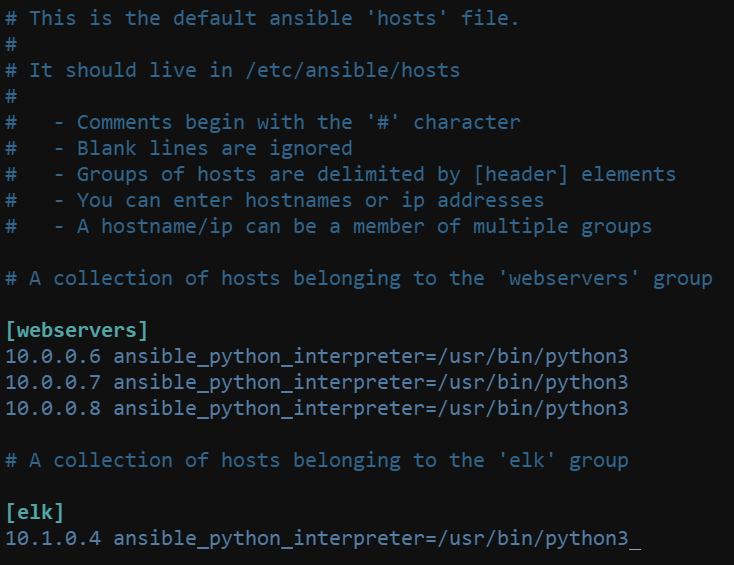 # This is the default ansible 'hosts' file.
#
# It should live in /etc/ansible/hosts
#
#   - Comments begin with the '#' character
#   - Blank lines are ignored
#   - Groups of hosts are delimited by [header] elements
#   - You can enter hostnames or ip addresses
#   - A hostname/ip can be a member of multiple groups
# A collection of hosts belonging to the 'webservers' group
[webservers]
10.0.0.6 ansible_python_interpreter=/usr/bin/python3
10.0.0.7 ansible_python_interpreter=/usr/bin/python3
10.0.0.8 ansible_python_interpreter=/usr/bin/python3
# A collection of hosts belonging to the 'elk' group
[elk]
10.1.0.4 ansible_python_interpreter=/usr/bin/python3_